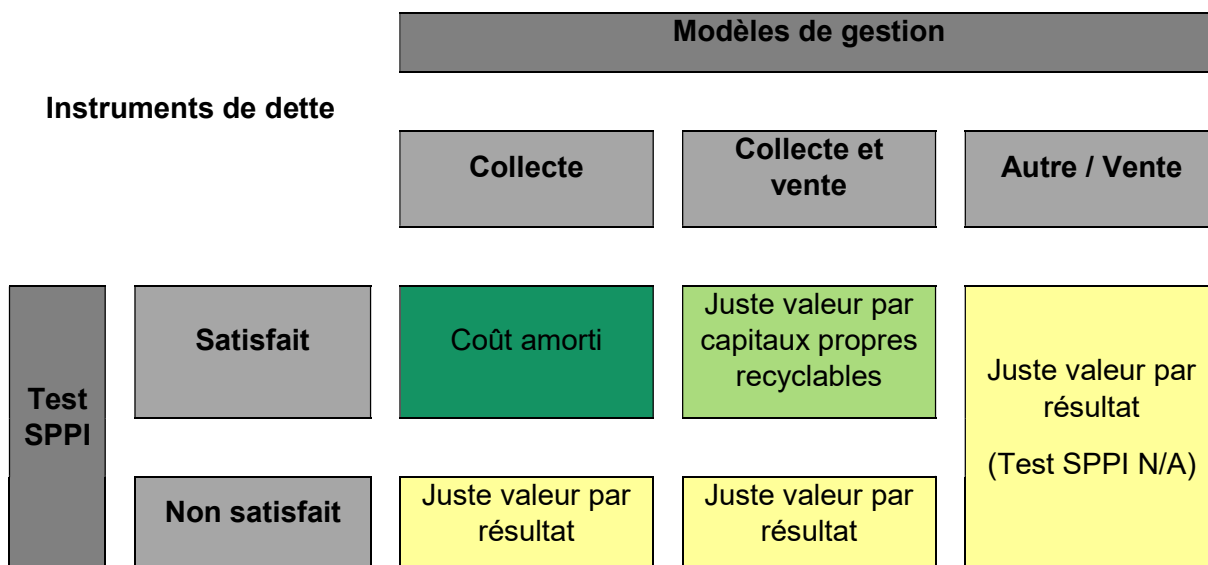 Modèles de gestion
Instruments de dette
Collecte
Collecte et
vente
Autre / Vente
Test
SPPI
Satisfait
Coût amorti
Juste valeur par
capitaux propres
recyclables
Juste valeur par
résultat
(Test SPPI N/A)
Non satisfait
Juste valeur par
résultat
Juste valeur par
résultat